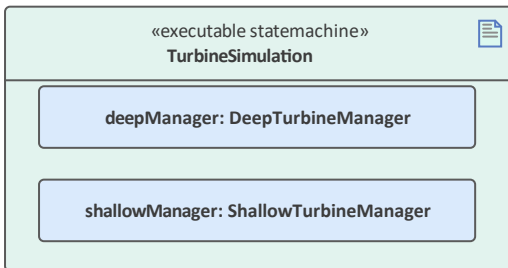 «executable statemachine»
TurbineSimulation
deepManager: DeepTurbineManager
shallowManager: ShallowTurbineManager